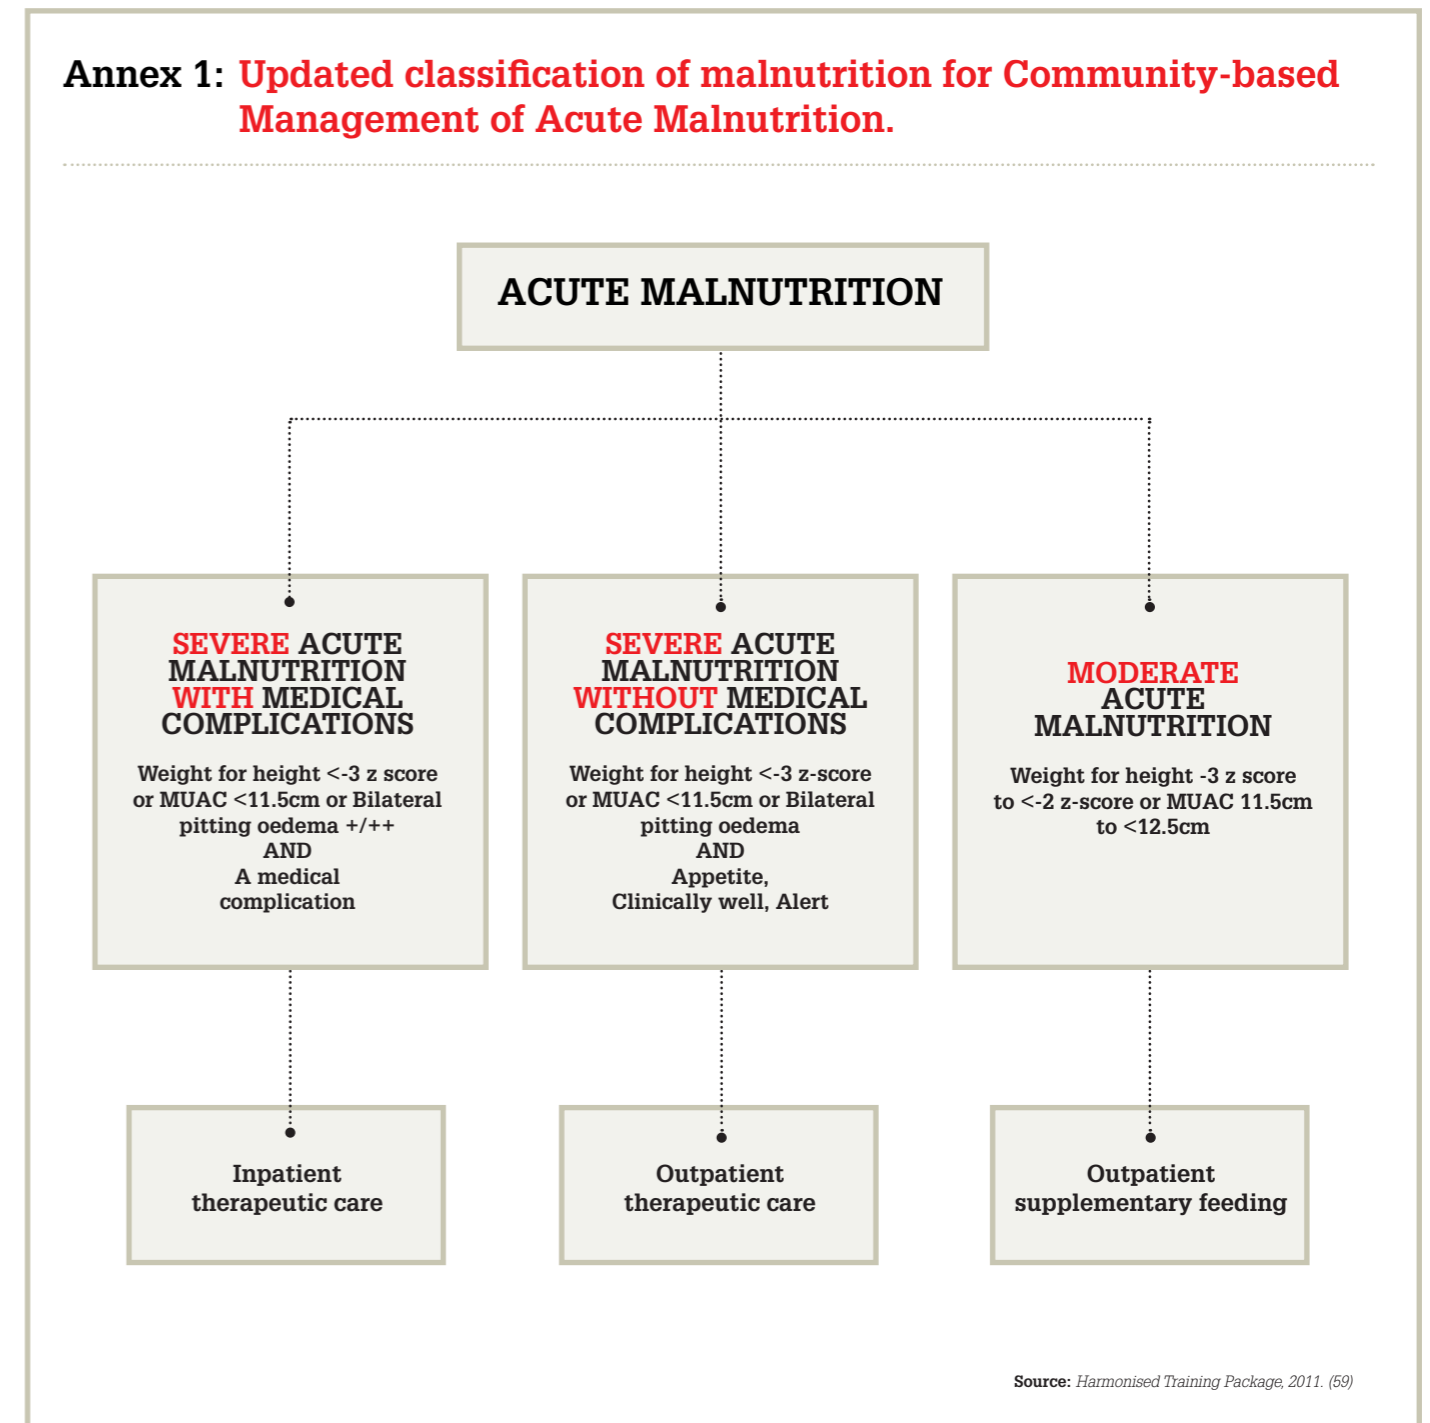 Annex 1: Updated classification of malnutrition for Community-based
Management of Acute Malnutrition.
ACUTE MALNUTRITION
SEVERE ACUTE
MALNUTRITION
WITH MEDICAL
COMPLICATIONS
Weight for height <-3 z score
or MUAC <11.5cm or Bilateral
pitting oedema +/++
AND
A medical
complication
SEVERE ACUTE
MALNUTRITION
WITHOUT MEDICAL
COMPLICATIONS
Weight for height <-3 z-score
or MUAC <11.5cm or Bilateral
pitting oedema
AND
Appetite,
Clinically well, Alert
MODERATE
ACUTE
MALNUTRITION
Weight for height -3 z score
to <-2 z-score or MUAC 11.5cm
to <12.5cm
Inpatient
therapeutic care
Outpatient
therapeutic care
Outpatient
supplementary feeding
Source: Harmonised Training Package, 2011. (59)